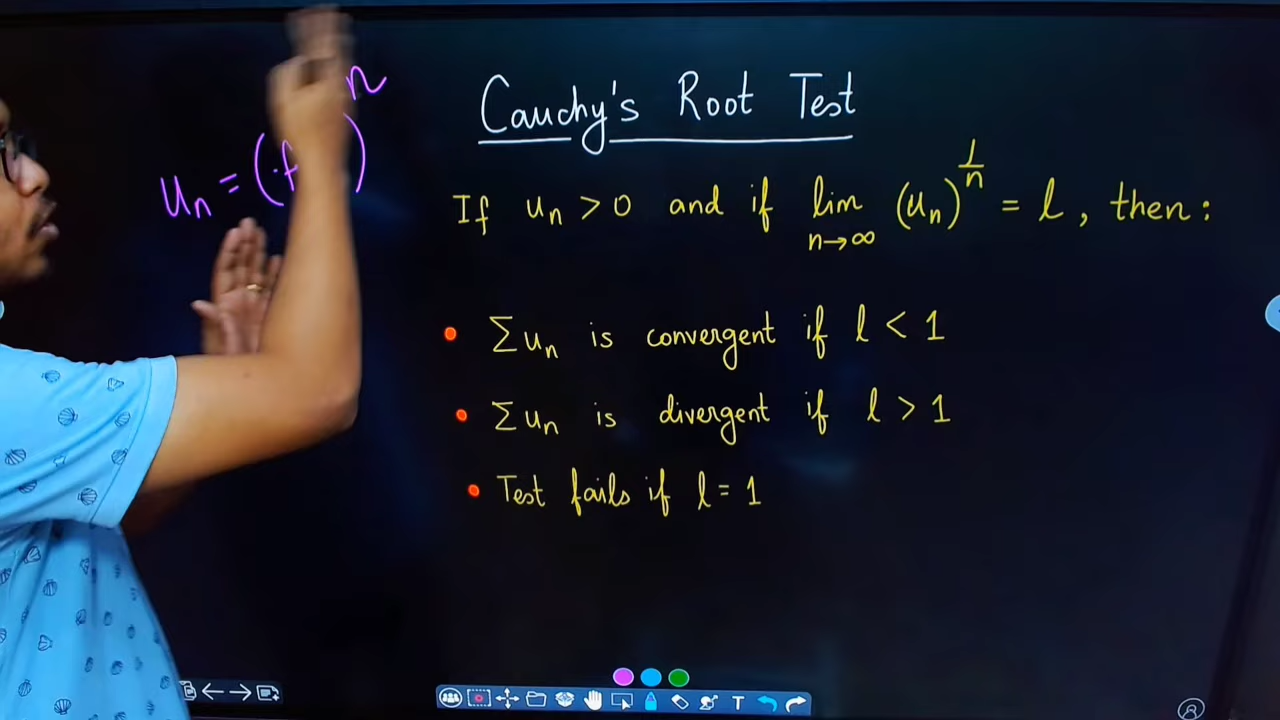 Cauchy's Root Test
n
uₙ = (f )
If uₙ > 0 and if lim n→∞ (uₙ)^(1/n) = l, then :
• Σuₙ is convergent if l < 1
• Σuₙ is divergent if l > 1
• Test fails if l = 1
T